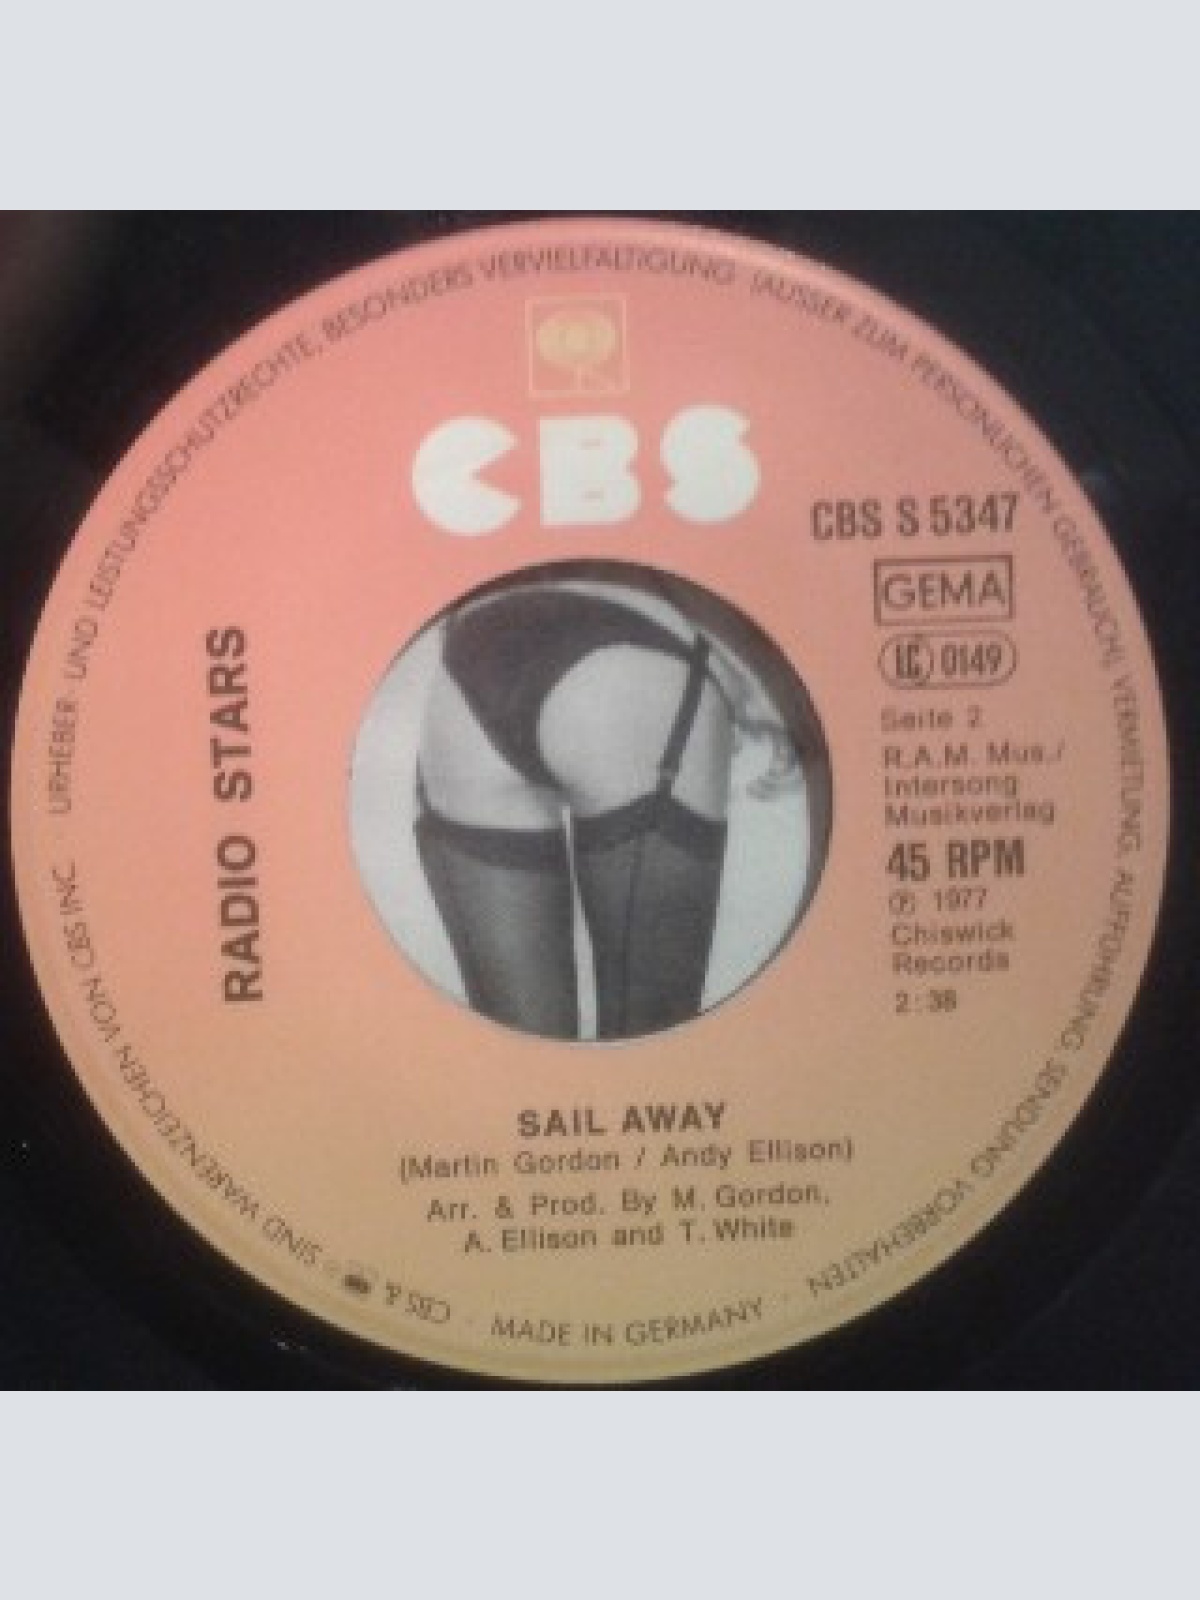 URHEBER- UND LEISTUNGSSCHUTZRECHTE, BESONDERS VERVIELFÄLTIGUNG (AUSSER ZUM PERSÖNLICHEN GEBRAUCH), VERMIETUNG, AUFFÜHRUNG, SENDUNG VORBEHALTEN
CBS
CBS S 5347
GEMA
LC 0149
Seite 2
R.A.M. Mus./
Intersong
Musikverlag
45 RPM
℗ 1977
Chiswick
Records
2:38
RADIO STARS
SAIL AWAY
(Martin Gordon / Andy Ellison)
Arr. & Prod. By M. Gordon,
A. Ellison and T. White
· MADE IN GERMANY ·
CBS & SIND WARENZEICHEN VON CBS INC.